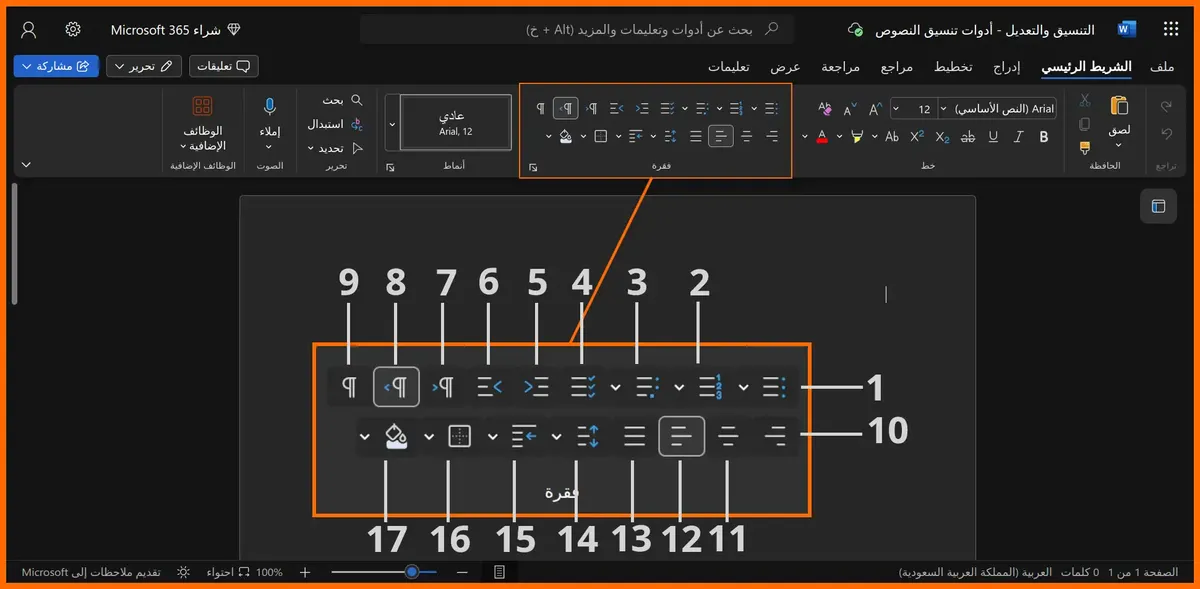 التنسيق والتعديل - أدوات تنسيق النصوص
بحث عن أدوات وتعليمات والمزيد (Alt + خ)
شراء Microsoft 365
ملف
الشريط الرئيسي
إدراج
تخطيط
مراجع
مراجعة
عرض
تعليمات
تعليقات
تحرير
مشاركة
تراجع
لصق
الحافظة
Arial (النص الأساسي)
12
B I U ab X₂ X² Ab A
خط
فقرة
عادي
Arial, 12
أنماط
بحث
استبدال
تحديد
تحرير
إملاء
الصوت
الوظائف
الإضافية
الوظائف الإضافية
9 8 7 6 5 4 3 2
1
10
فقرة
17 16 15 14 13 12 11
الصفحة 1 من 1
0 كلمات
العربية (المملكة العربية السعودية)
100%
احتواء
تقديم ملاحظات إلى Microsoft